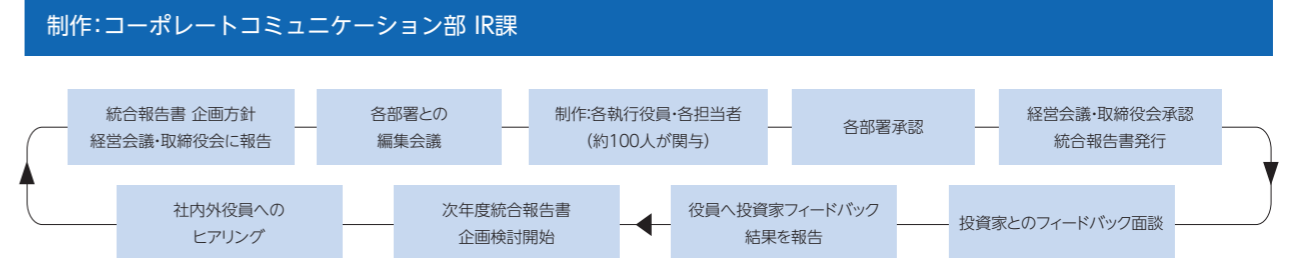 制作：コーポレートコミュニケーション部 IR課
統合報告書 企画方針
経営会議・取締役会に報告
各部署との
編集会議
制作：各執行役員・各担当者
（約100人が関与）
各部署承認
経営会議・取締役会承認
統合報告書発行
投資家とのフィードバック面談
役員へ投資家フィードバック
結果を報告
次年度統合報告書
企画検討開始
社内外役員への
ヒアリング